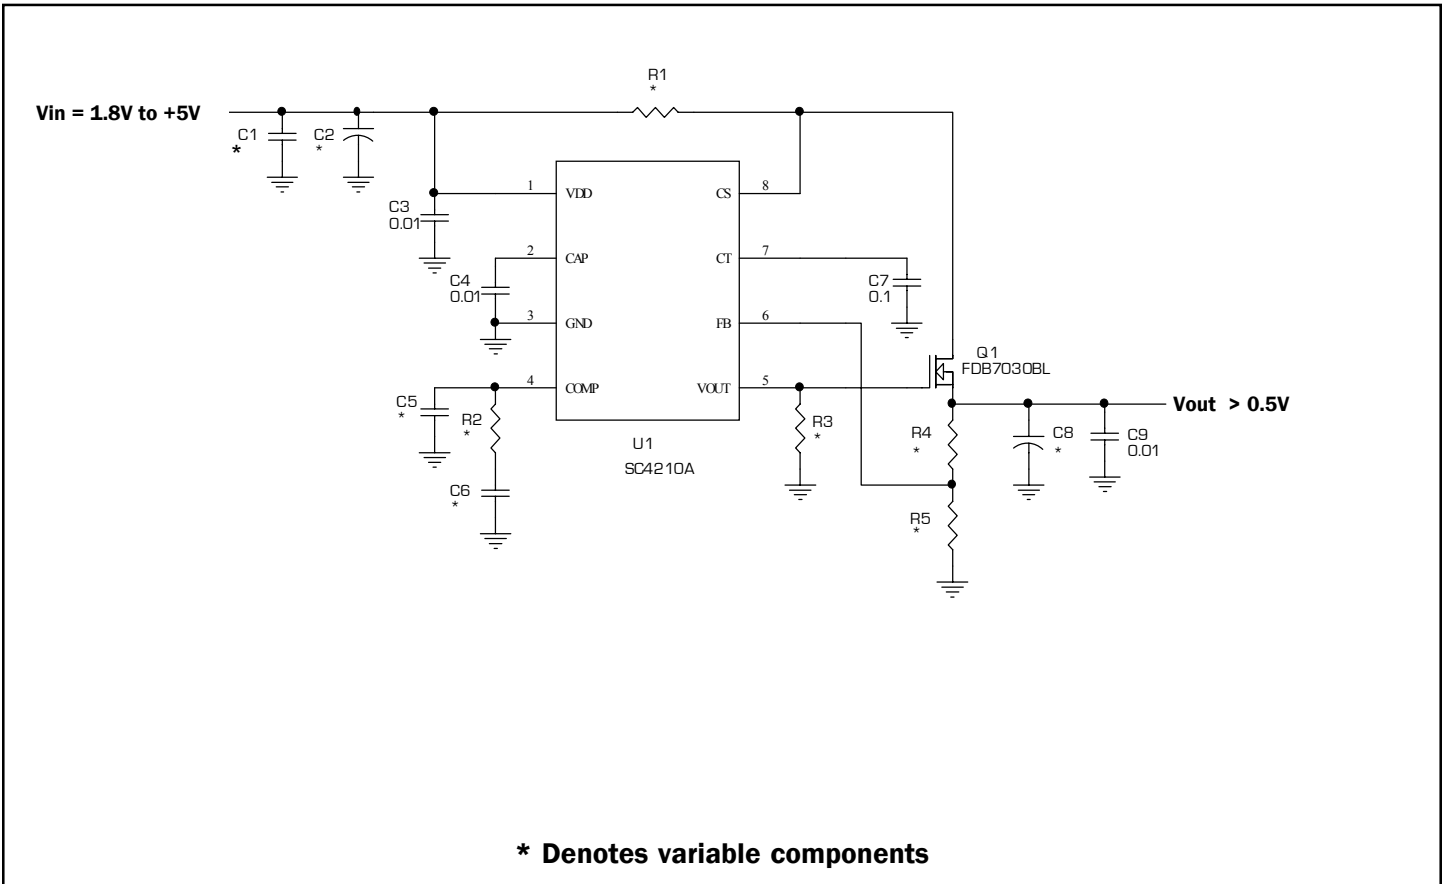 R1
*
Vin = 1.8V to +5V
C1
*
C2
*
1
VDD
CS
8
C3
0.01
2
CAP
CT
7
C4
0.01
C7
0.1
3
GND
FB
6
Q1
FDB7030BL
4
COMP
VOUT
5
C5
*
R2
*
R3
*
Vout > 0.5V
R4
*
C8
*
C9
0.01
U1
SC4210A
C6
*
R5
*
* Denotes variable components